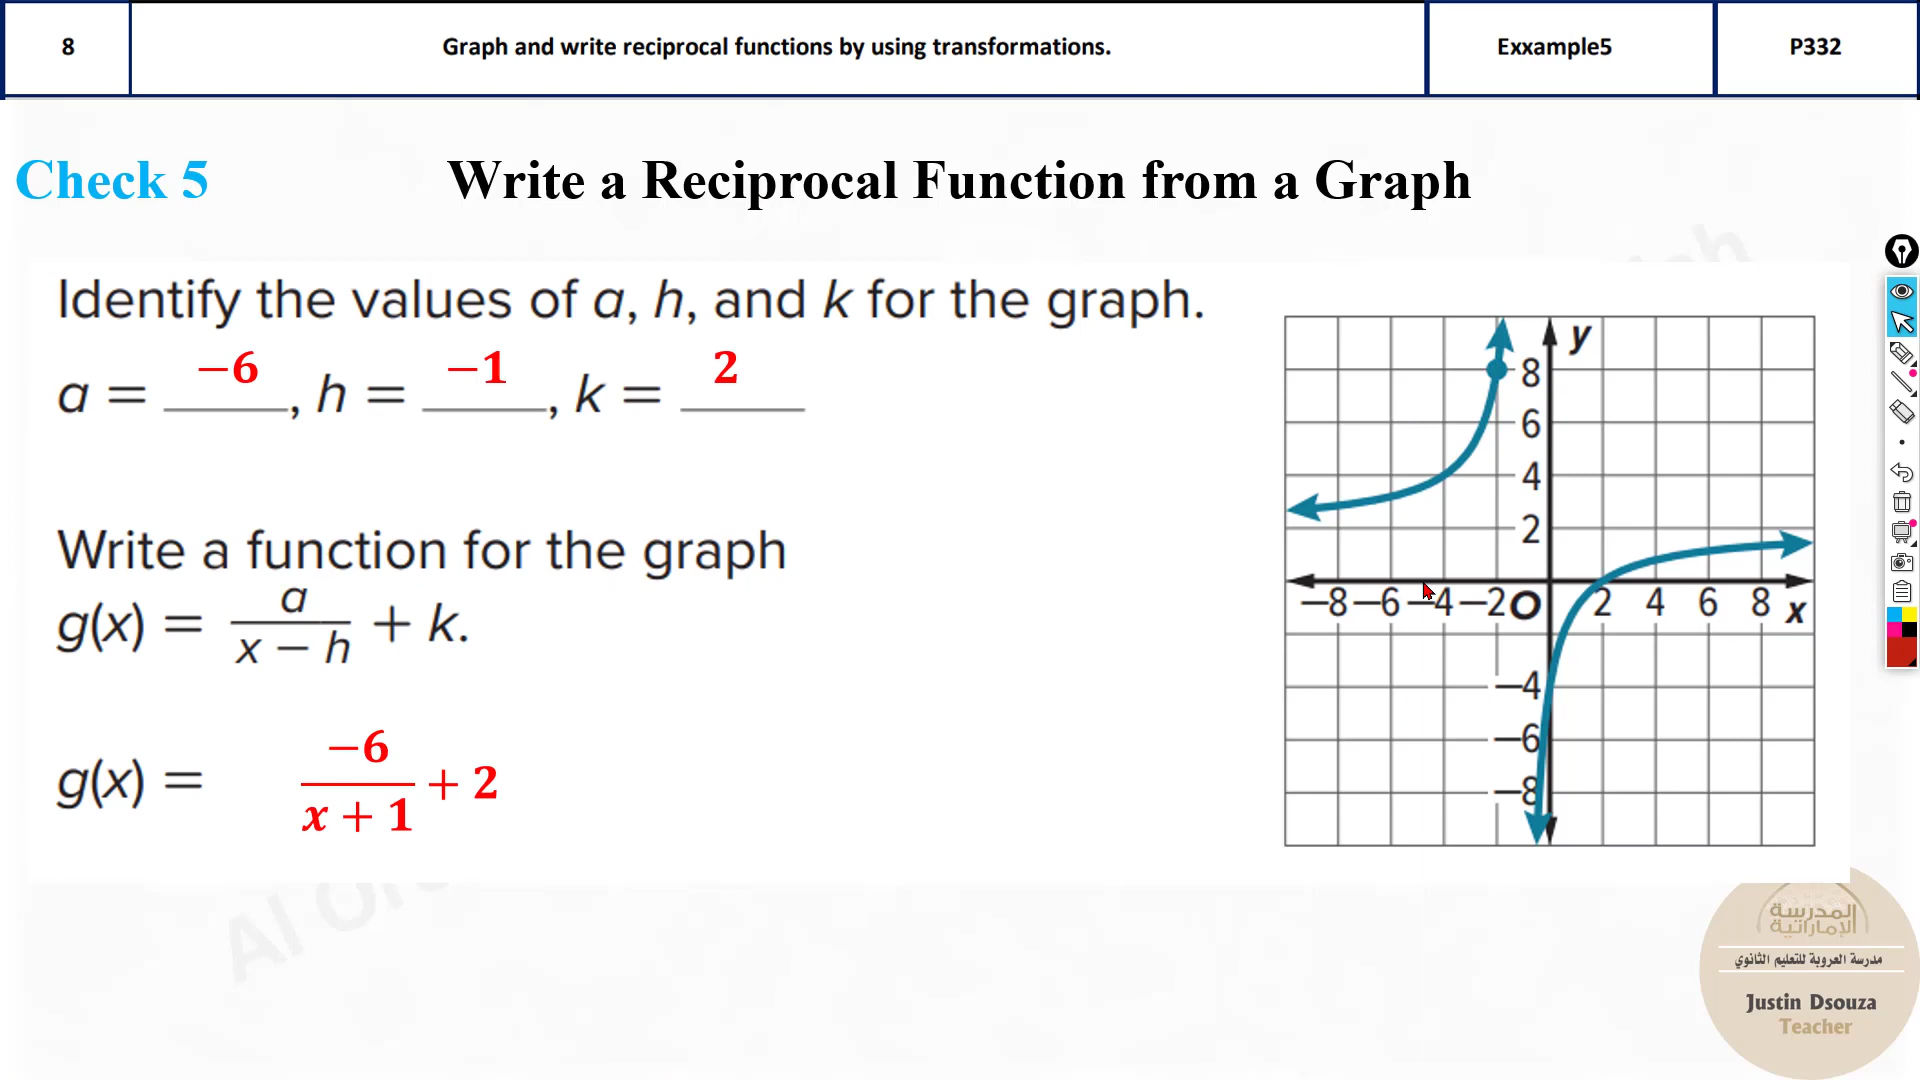 8 Graph and write reciprocal functions by using transformations. Exxample5 P332
Check 5 Write a Reciprocal Function from a Graph
Identify the values of a, h, and k for the graph.
a = −6, h = −1, k = 2
Write a function for the graph
g(x) = a / (x − h) + k.
g(x) = −6 / (x + 1) + 2
y
8
6
4
2
−8 −6 −4 −2 O 2 4 6 8 x
−4
−6
−8
Al
المدرسة
الإماراتية
مدرسة العروبة للتعليم الثانوي
Justin Dsouza
Teacher